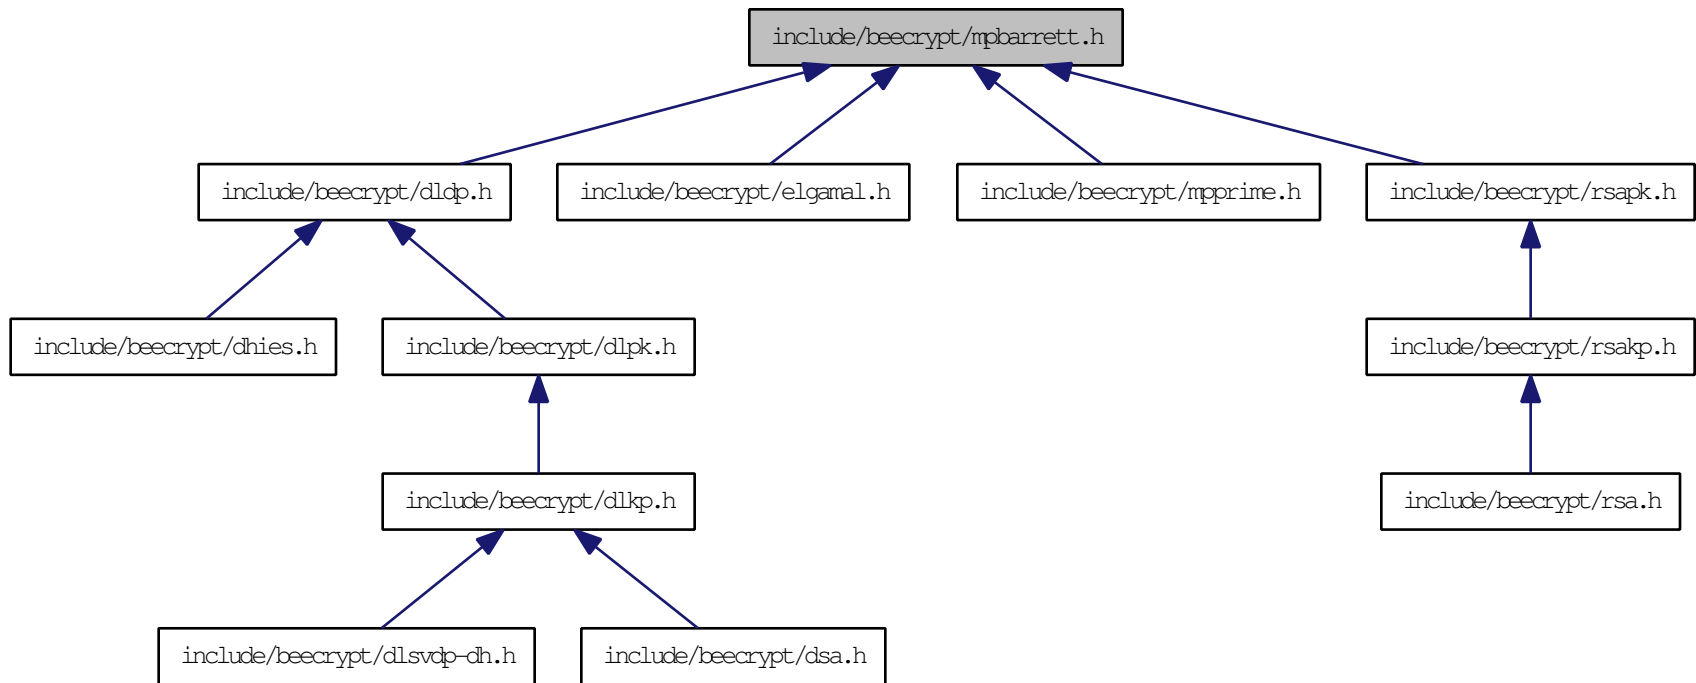 include/beecrypt/mpbarrett.h
include/beecrypt/dldp.h
include/beecrypt/elgamal.h
include/beecrypt/mpprime.h
include/beecrypt/rsapk.h
include/beecrypt/dhies.h
include/beecrypt/dlpk.h
include/beecrypt/rsakp.h
include/beecrypt/dlkp.h
include/beecrypt/rsa.h
include/beecrypt/dlsvdp-dh.h
include/beecrypt/dsa.h